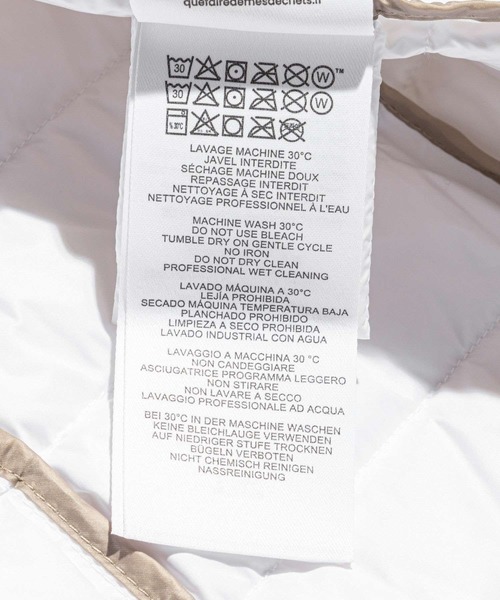 quefairedemesdechets.fr
30 W™
30 W
30°C
LAVAGE MACHINE 30°C
JAVEL INTERDITE
SÉCHAGE MACHINE DOUX
REPASSAGE INTERDIT
NETTOYAGE À SEC INTERDIT
NETTOYAGE PROFESSIONNEL À L'EAU
MACHINE WASH 30°C
DO NOT USE BLEACH
TUMBLE DRY ON GENTLE CYCLE
NO IRON
DO NOT DRY CLEAN
PROFESSIONAL WET CLEANING
LAVADO MÁQUINA A 30°C
LEJÍA PROHIBIDA
SECADO MÁQUINA TEMPERATURA BAJA
PLANCHADO PROHIBIDO
LIMPIEZA A SECO PROHIBIDA
LAVADO INDUSTRIAL CON AGUA
LAVAGGIO A MACCHINA 30 °C
NON CANDEGGIARE
ASCIUGATRICE PROGRAMMA LEGGERO
NON STIRARE
NON LAVARE A SECCO
LAVAGGIO PROFESSIONALE AD ACQUA
BEI 30°C IN DER MASCHINE WASCHEN
KEINE BLEICHLAUGE VERWENDEN
AUF NIEDRIGER STUFE TROCKNEN
BÜGELN VERBOTEN
NICHT CHEMISCH REINIGEN
NASSREINIGUNG